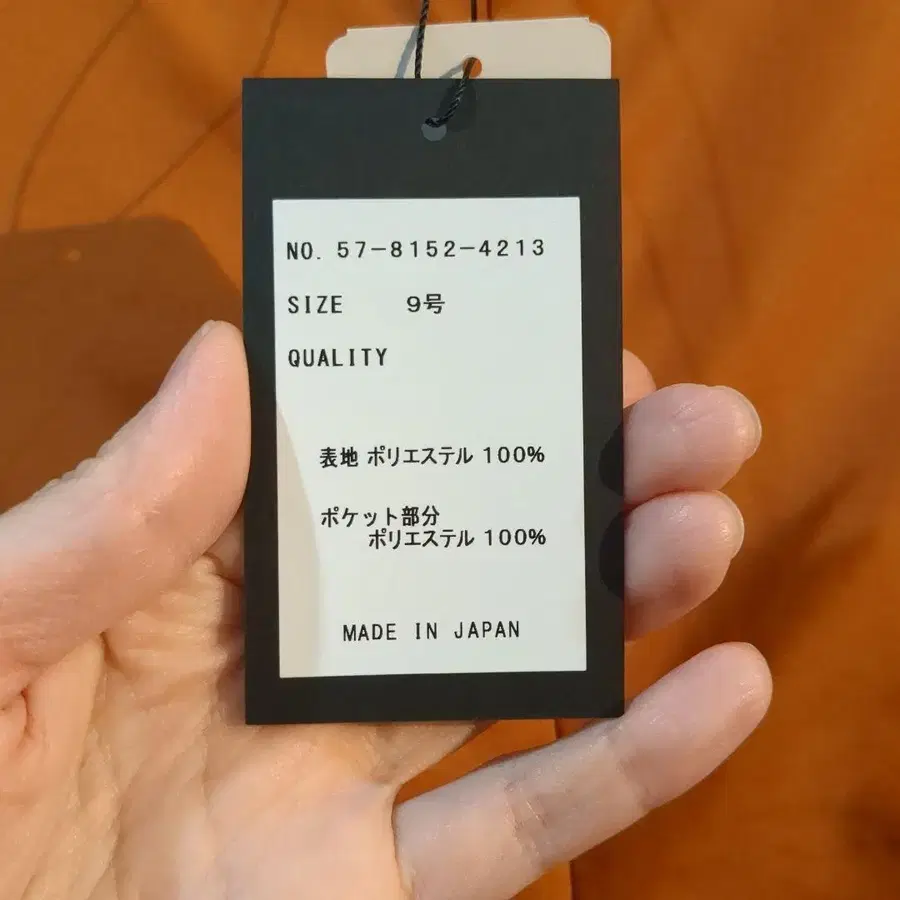 NO. 57-8152-4213
SIZE 9号
QUALITY
表地 ポリエステル 100%
ポケット部分
ポリエステル 100%
MADE IN JAPAN